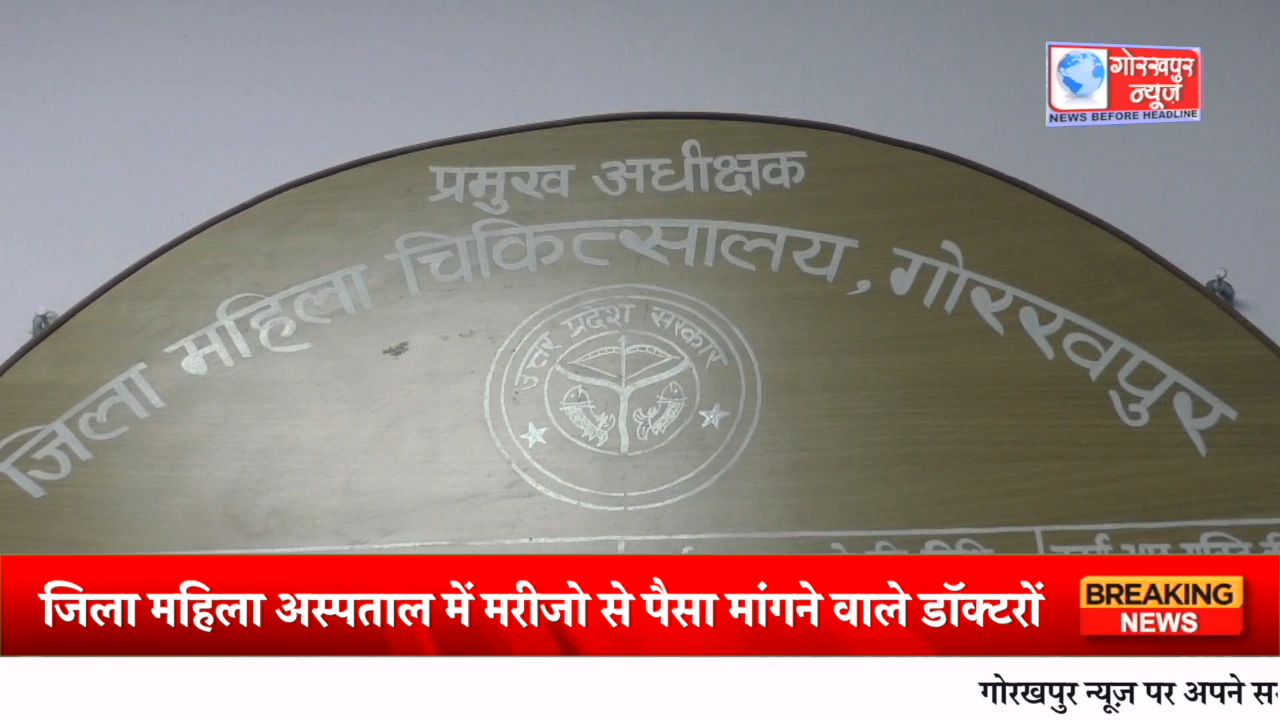 गोरखपुर
न्यूज़
NEWS BEFORE HEADLINE
प्रमुख अधीक्षक
जिला महिला चिकित्सालय, गोरखपुर
उत्तर प्रदेश सरकार
जिला महिला अस्पताल में मरीजो से पैसा मांगने वाले डॉक्टरों
BREAKING
NEWS
गोरखपुर न्यूज़ पर अपने